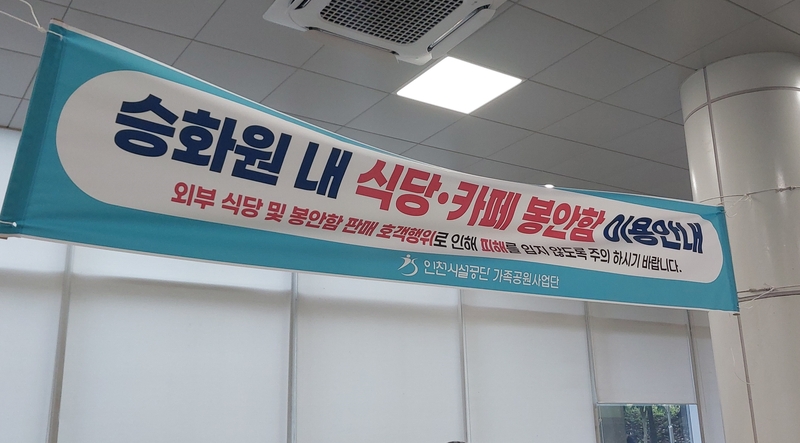 승화원 내 식당·카페 봉안함 이용안내
외부 식당 및 봉안함 판매 호객행위로 인해 피해를 입지 않도록 주의 하시기 바랍니다.
인천시설공단 가족공원사업단